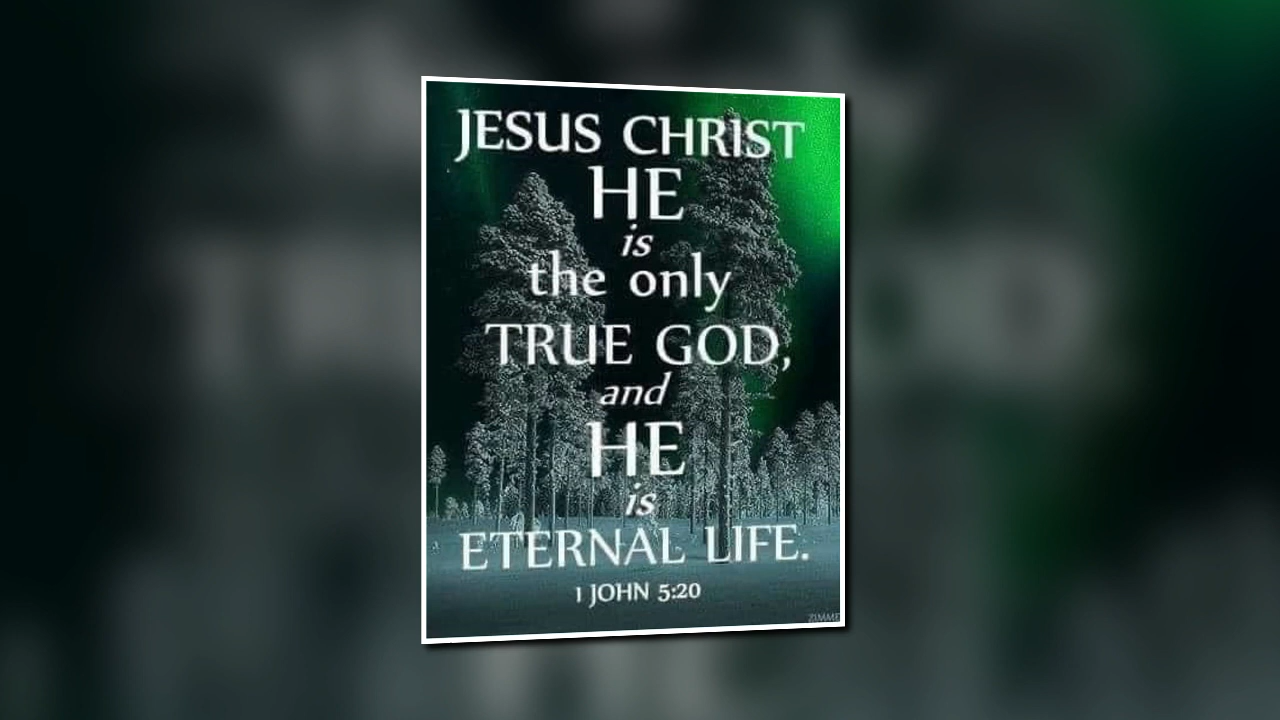 JESUS CHRIST
HE
is
the only
TRUE GOD,
and
HE
is
ETERNAL LIFE.
1 JOHN 5:20